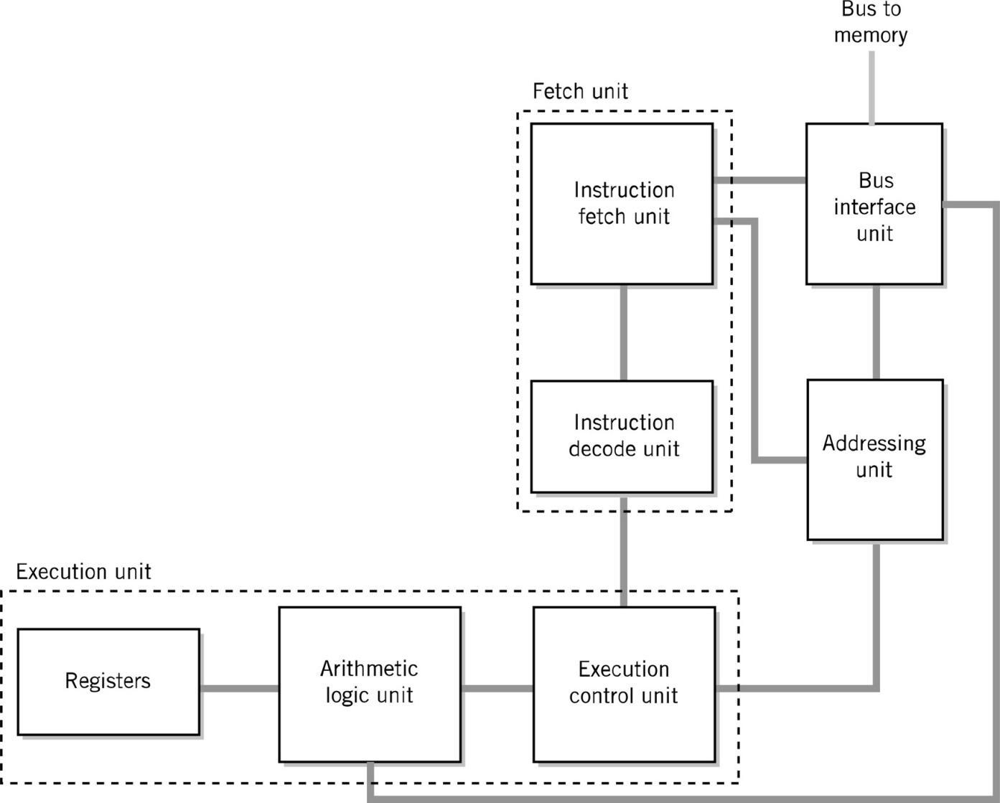 Bus to
memory
Fetch unit
Instruction
fetch unit
Bus
interface
unit
Instruction
decode unit
Addressing
unit
Execution unit
Registers
Arithmetic
logic unit
Execution
control unit